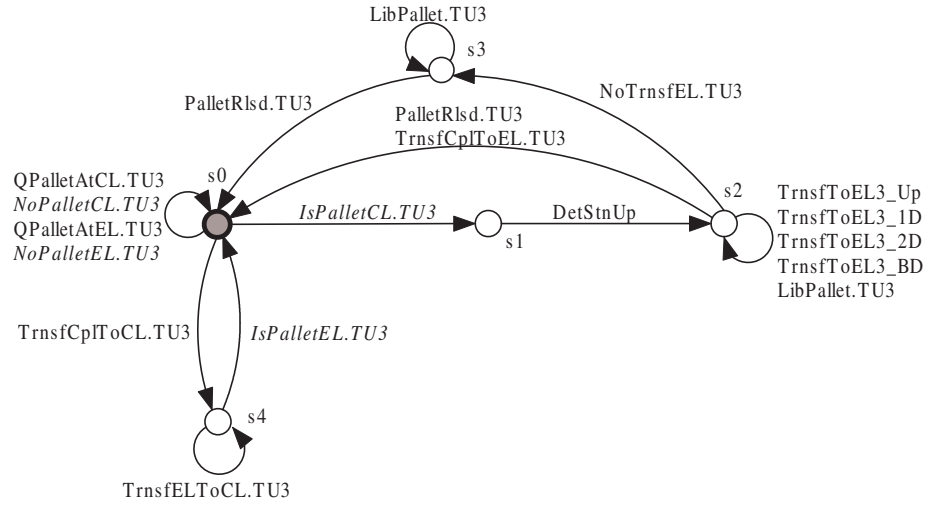 LibPallet.TU3
s3
PalletRlsd.TU3
NoTrnsfEL.TU3
PalletRlsd.TU3
TrnsfCplToEL.TU3
QPalletAtCL.TU3
NoPalletCL.TU3
QPalletAtEL.TU3
NoPalletEL.TU3
s0
IsPalletCL.TU3
s1
DetStnUp
s2
TrnsfToEL3_Up
TrnsfToEL3_1D
TrnsfToEL3_2D
TrnsfToEL3_BD
LibPallet.TU3
TrnsfCplToCL.TU3
IsPalletEL.TU3
s4
TrnsfELToCL.TU3